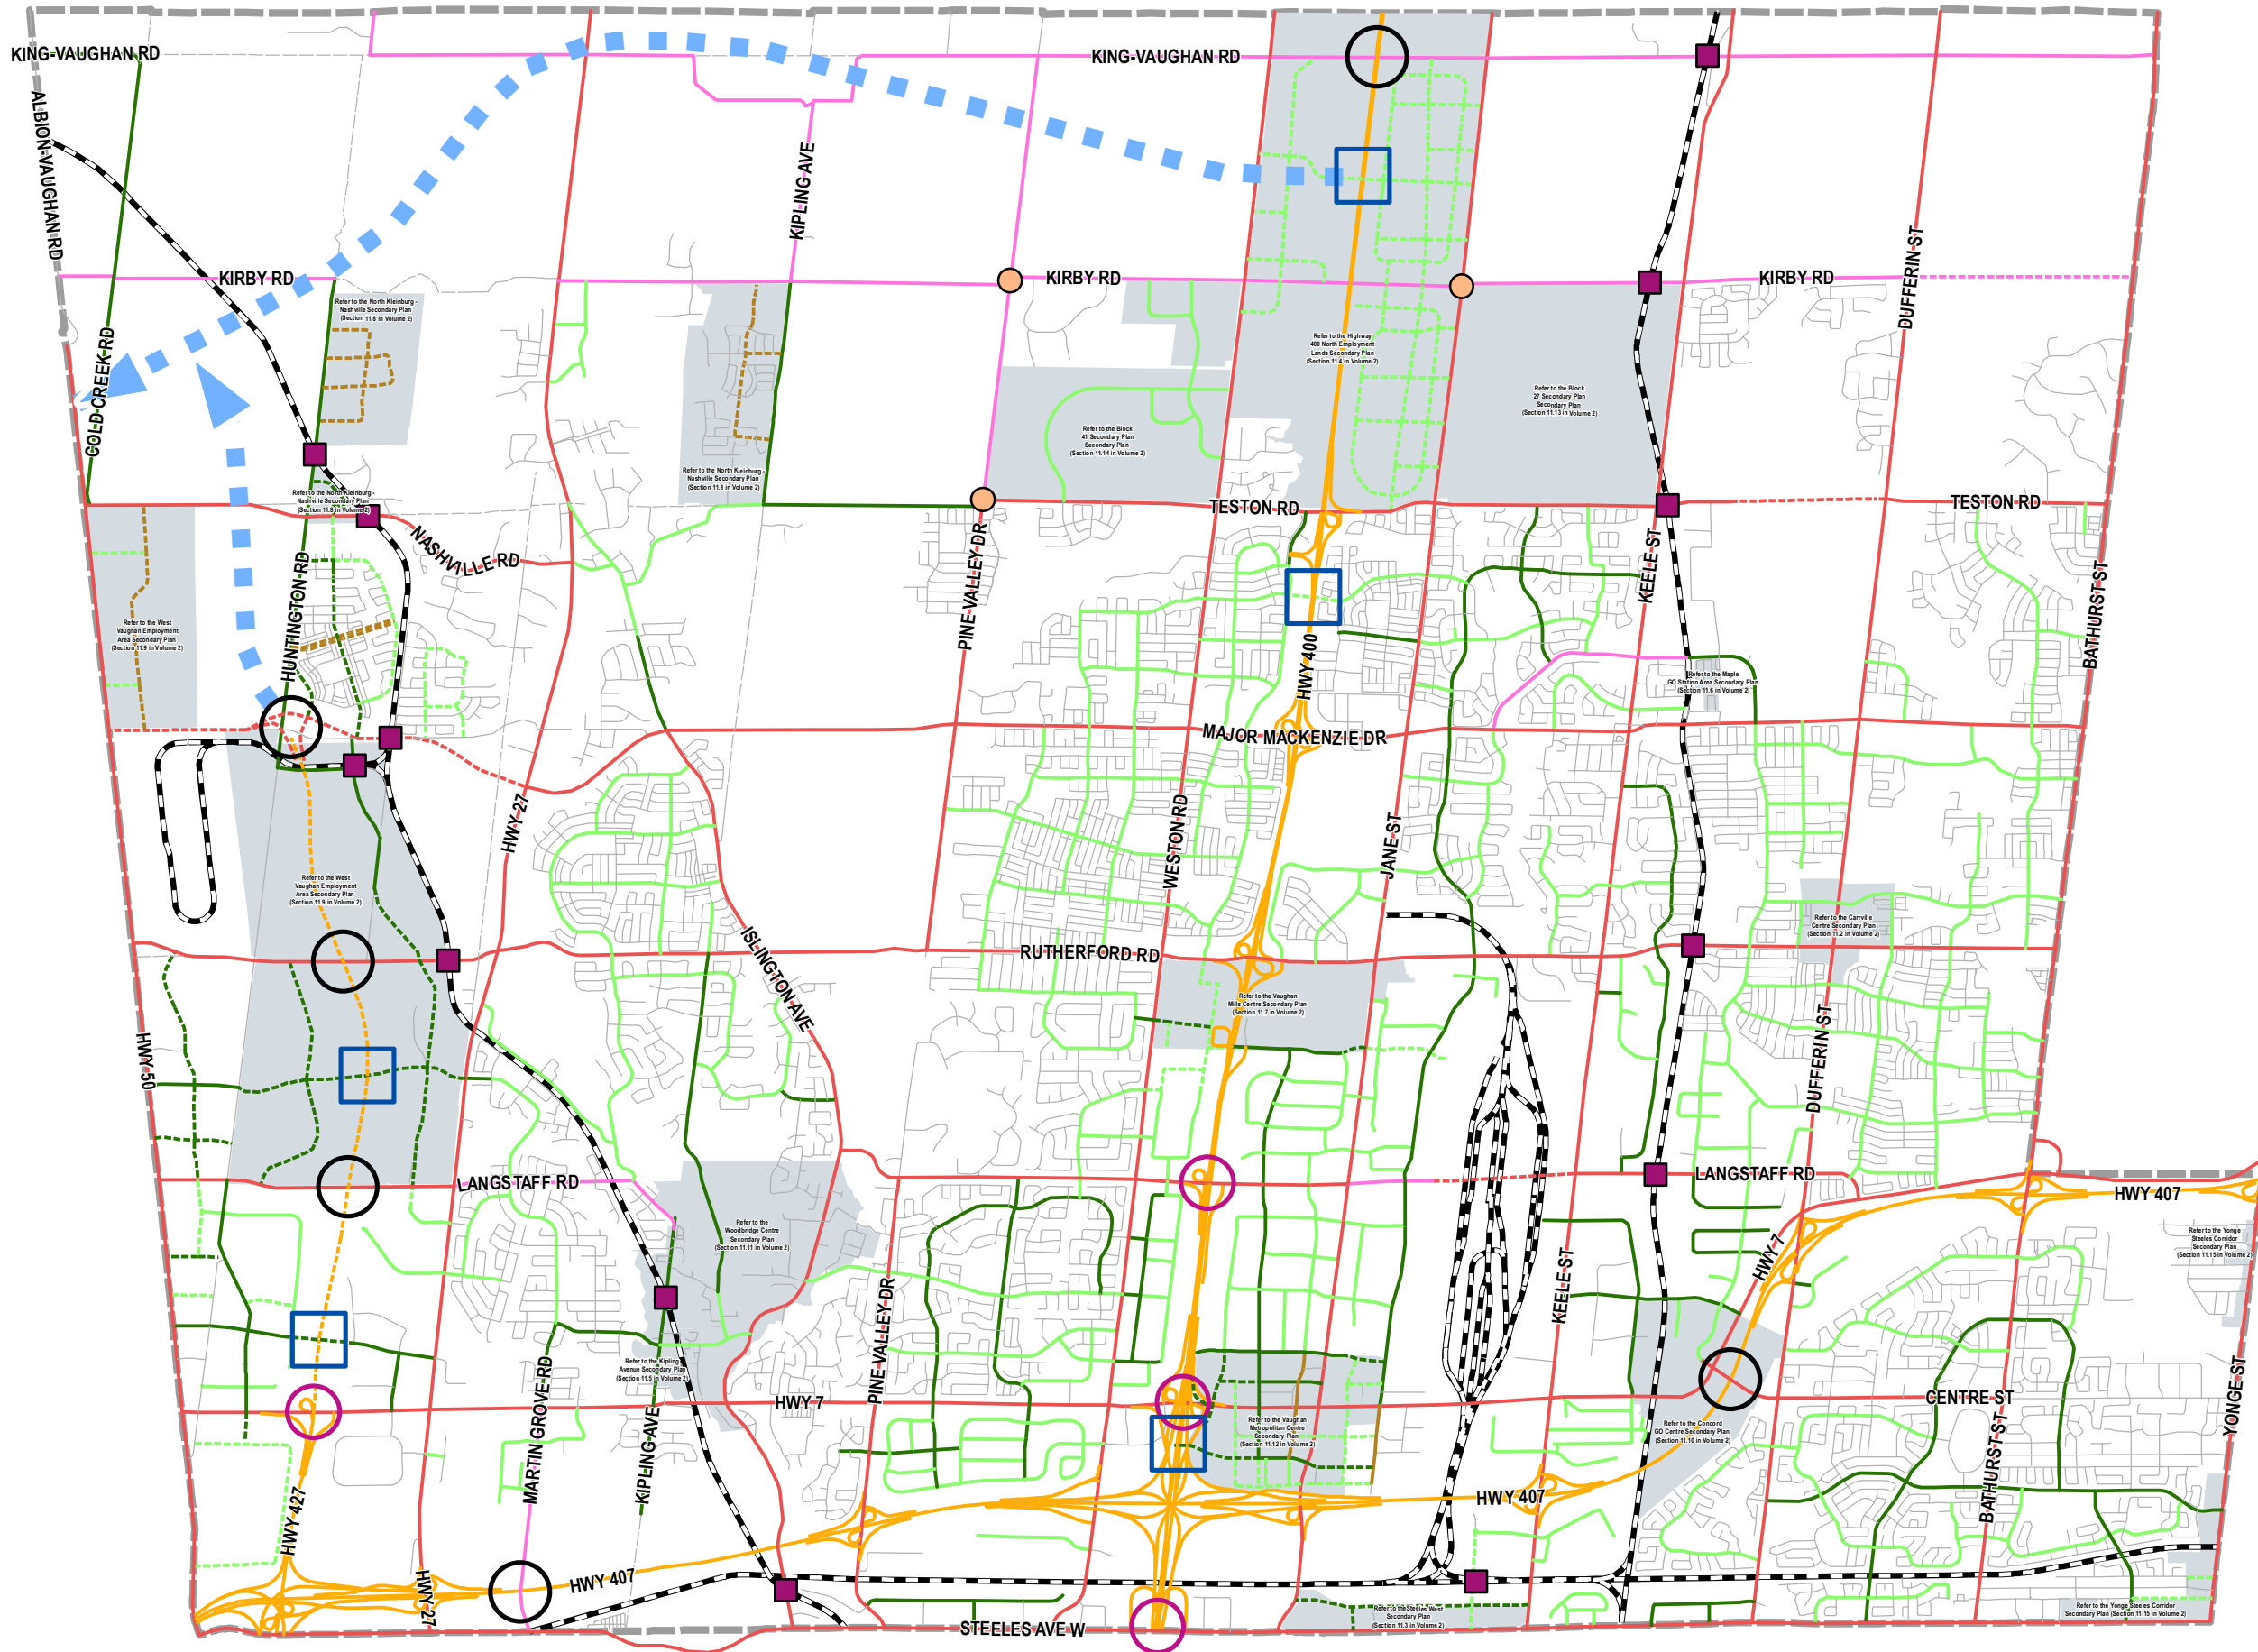 KING-VAUGHAN RD
KING-VAUGHAN RD
ALBION-VAUGHAN RD
KIPLING AVE
DUFFERIN ST
KIRBY RD
KIRBY RD
KIRBY RD
Refer to the North Kleinburg -
Nashville Secondary Plan
(Section 11.8 in Volume 2)
COLD CREEK RD
Refer to the Highway
400 North Employment
Lands Secondary Plan
(Section 11.4 in Volume 2)
Refer to the Block
27 Secondary Plan
Secondary Plan
(Section 11.13 in Volume 2)
Refer to the Block
41 Secondary Plan
Secondary Plan
(Section 11.14 in Volume 2)
Refer to the North Kleinburg -
Nashville Secondary Plan
(Section 11.8 in Volume 2)
Refer to the North Kleinburg -
Nashville Secondary Plan
(Section 11.8 in Volume 2)
TESTON RD
TESTON RD
NASHVILLE RD
HUNTINGTON RD
PINE VALLEY DR
KEELE ST
BATHURST ST
Refer to the West
Vaughan Employment
Area Secondary Plan
(Section 11.9 in Volume 2)
HWY 400
Refer to the Maple
GO Station Area Secondary Plan
(Section 11.6 in Volume 2)
MAJOR MACKENZIE DR
HWY 27
WESTON RD
JANE ST
Refer to the West
Vaughan Employment
Area Secondary Plan
(Section 11.9 in Volume 2)
Refer to the Carrville
Centre Secondary Plan
(Section 11.2 in Volume 2)
ISLINGTON AVE
RUTHERFORD RD
Refer to the Vaughan
Mills Centre Secondary Plan
(Section 11.7 in Volume 2)
HWY 50
DUFFERIN ST
LANGSTAFF RD
LANGSTAFF RD
HWY 407
Refer to the
Woodbridge Centre
Secondary Plan
(Section 11.11 in Volume 2)
Refer to the Yonge
Steeles Corridor
Secondary Plan
(Section 11.15 in Volume 2)
HWY 7
KEELE ST
PINE VALLEY DR
Refer to the Kipling
Avenue Secondary Plan
(Section 11.5 in Volume 2)
MARTIN GROVE RD
HWY 7
CENTRE ST
YONGE ST
Refer to the Vaughan
Metropolitan Centre
Secondary Plan
(Section 11.12 in Volume 2)
Refer to the Concord
GO Centre Secondary Plan
(Section 11.10 in Volume 2)
KIPLING AVE
BATHURST ST
HWY 427
HWY 407
HWY 407
HWY 27
STEELES AVE W
Refer to the Steeles West
Secondary Plan
(Section 11.3 in Volume 2)
Refer to the Yonge Steeles Corridor
Secondary Plan (Section 11.15 in Volume 2)